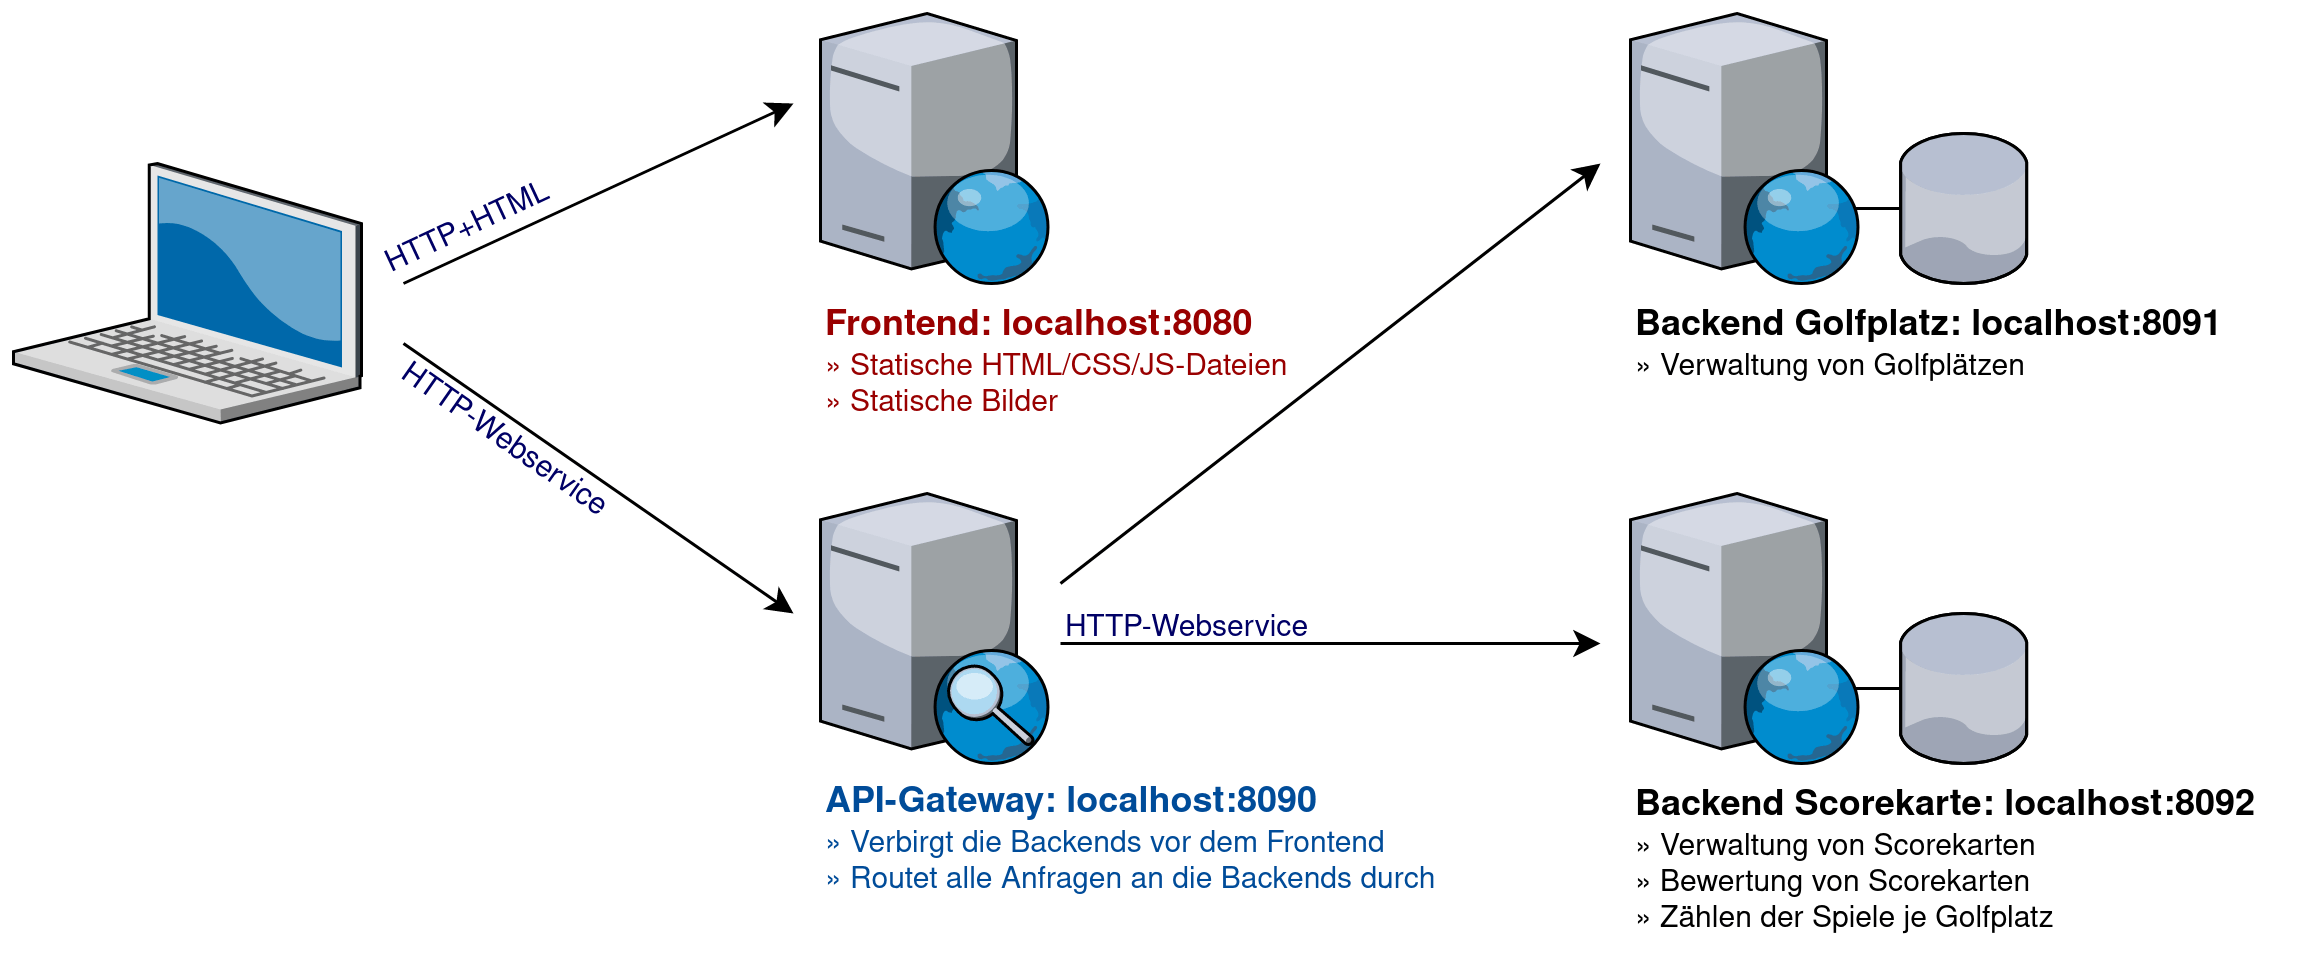 HTTP+HTML
HTTP-Webservice
Frontend: localhost:8080
» Statische HTML/CSS/JS-Dateien
» Statische Bilder
Backend Golfplatz: localhost:8091
» Verwaltung von Golfplätzen
HTTP-Webservice
API-Gateway: localhost:8090
» Verbirgt die Backends vor dem Frontend
» Routet alle Anfragen an die Backends durch
Backend Scorekarte: localhost:8092
» Verwaltung von Scorekarten
» Bewertung von Scorekarten
» Zählen der Spiele je Golfplatz